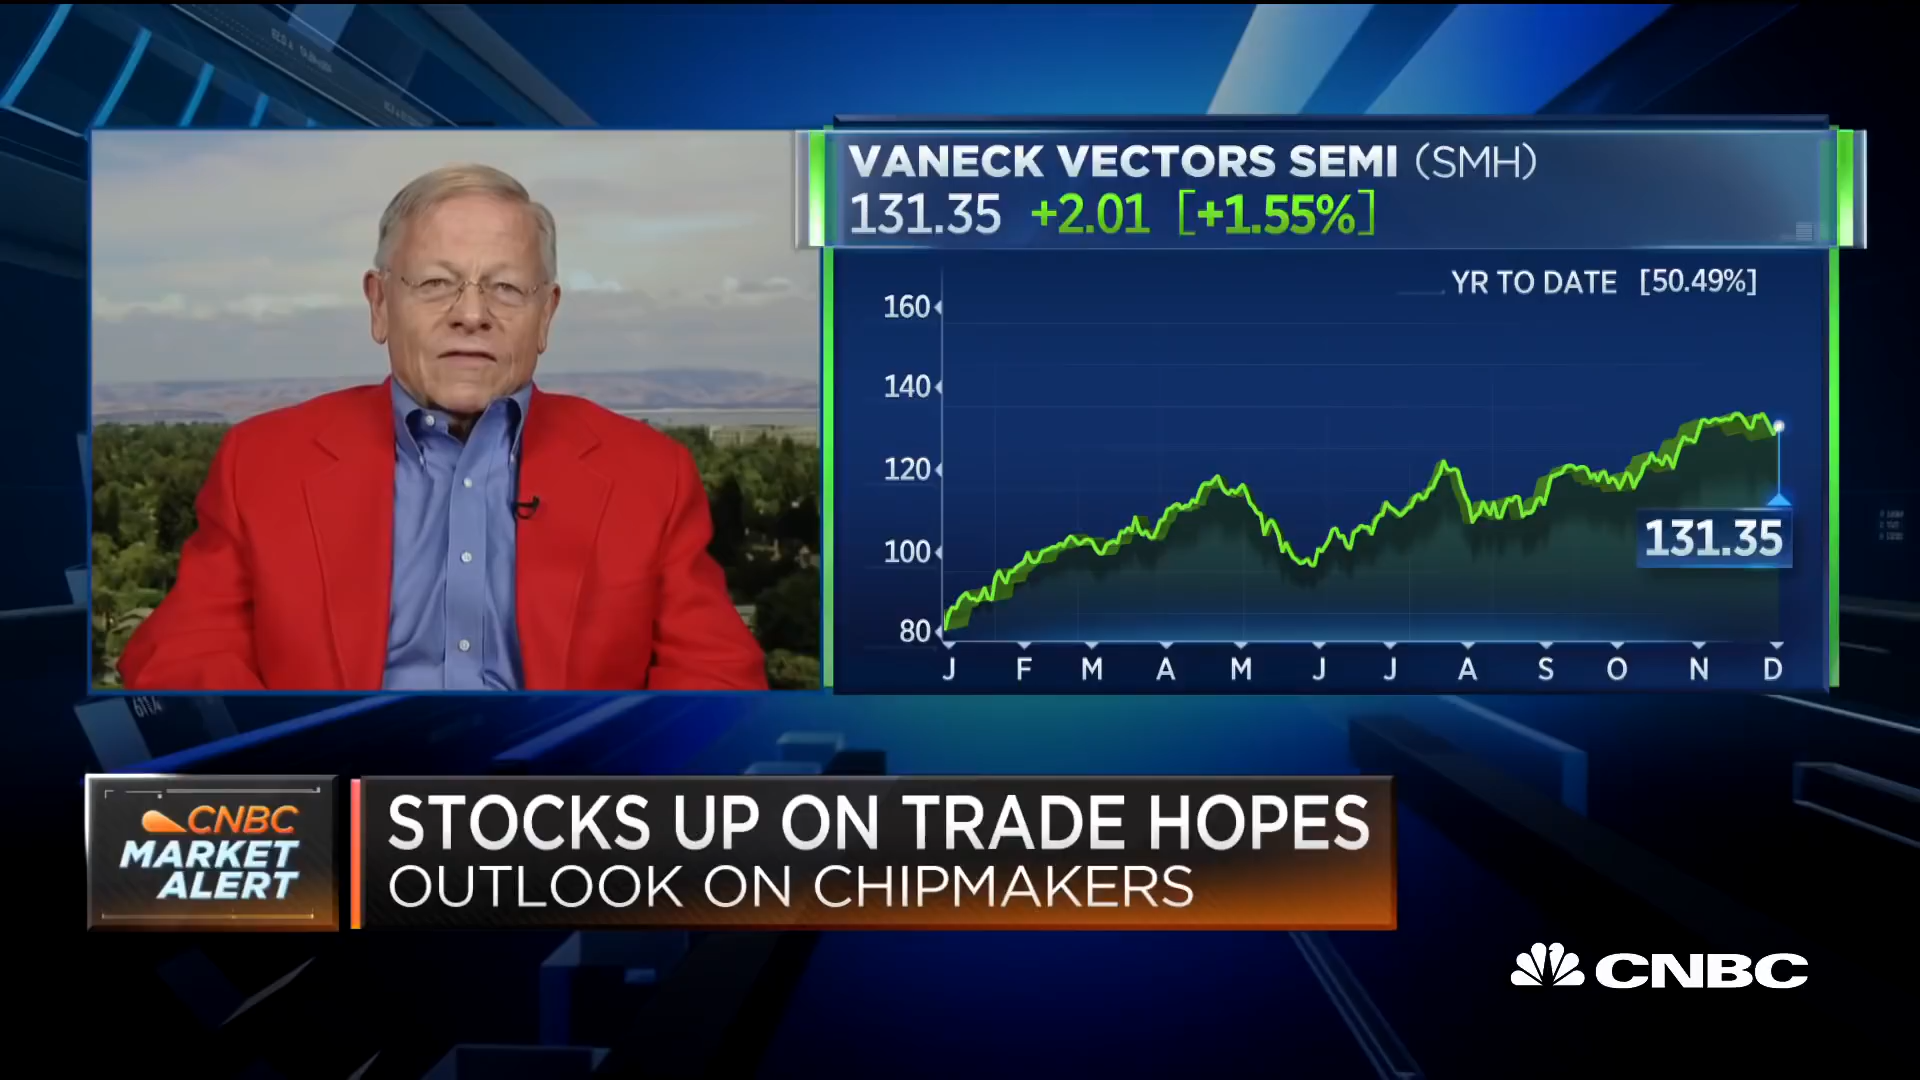 VANECK VECTORS SEMI (SMH)
131.35 +2.01 [+1.55%]
YR TO DATE [50.49%]
160
140
120
100
80
131.35
J F M A M J J A S O N D
CNBC
MARKET
ALERT
STOCKS UP ON TRADE HOPES
OUTLOOK ON CHIPMAKERS
CNBC